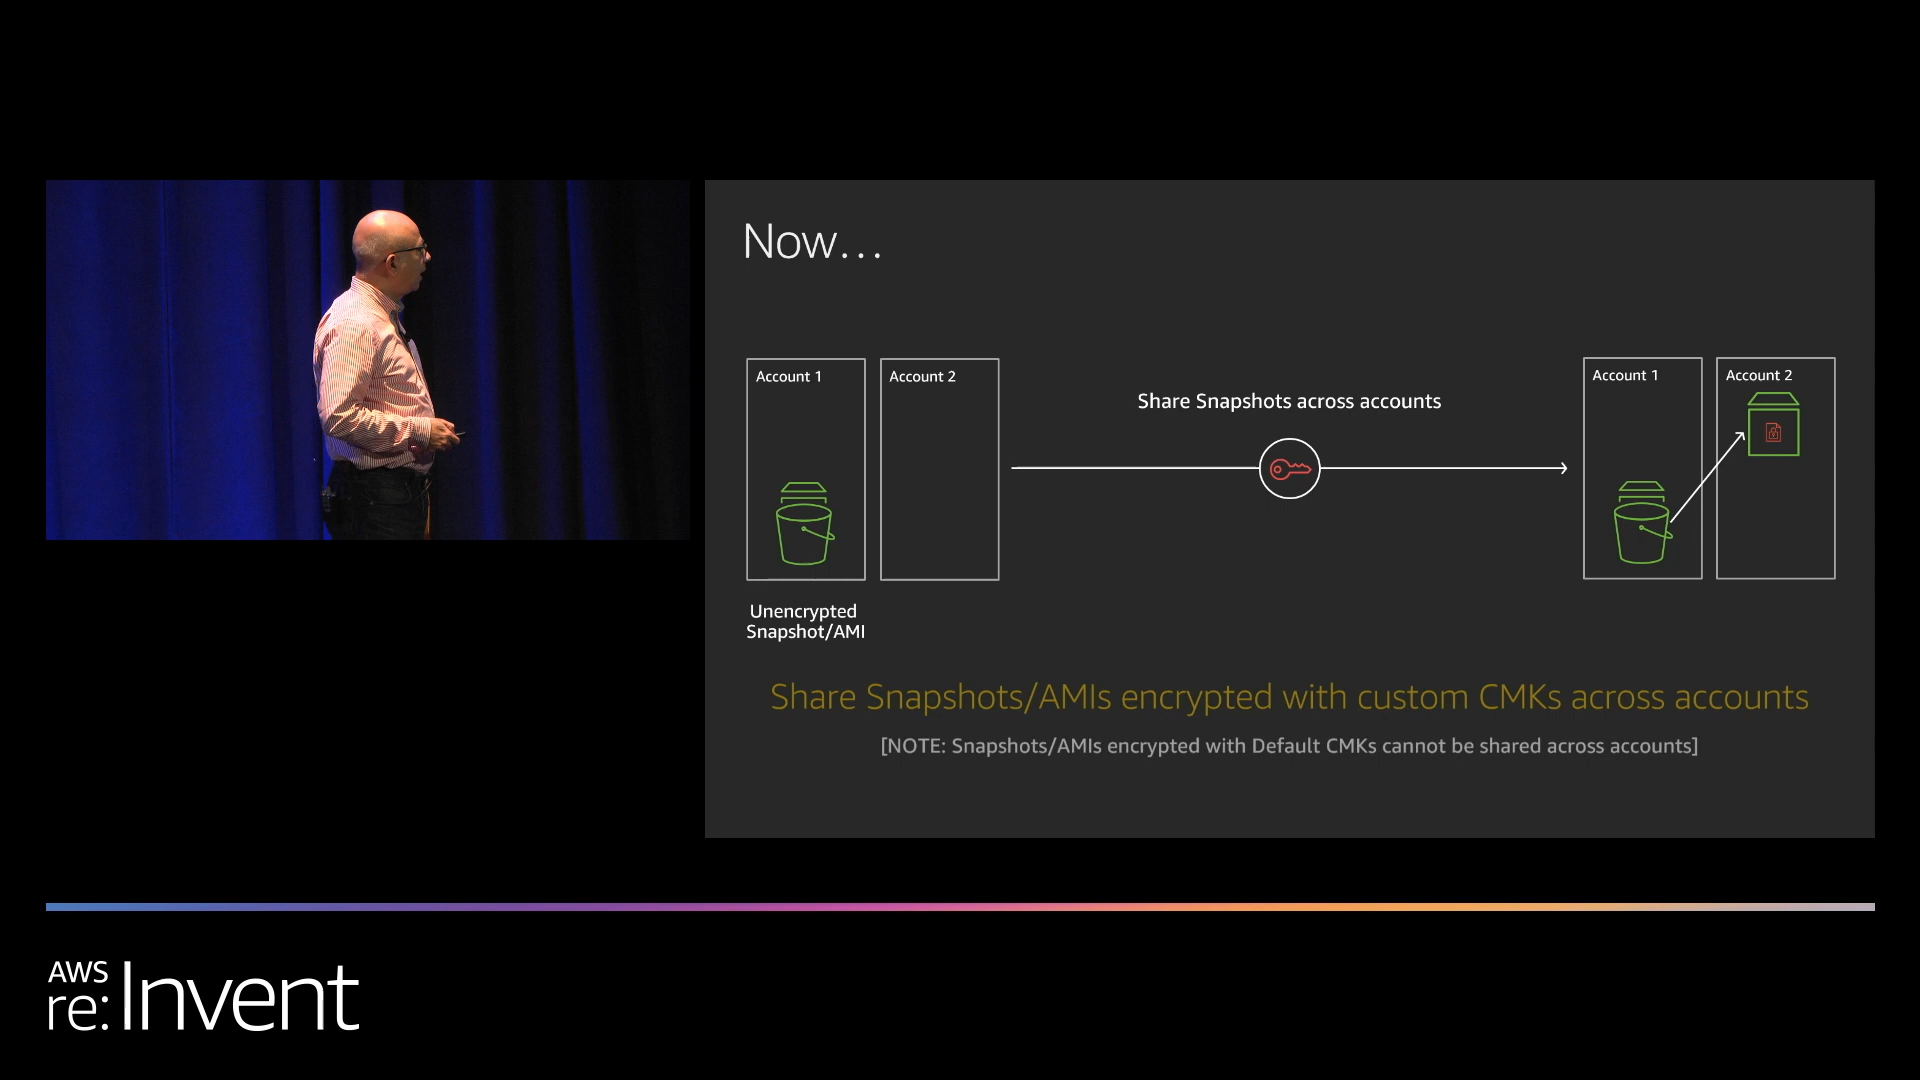 Now...
Account 1
Account 2
Share Snapshots across accounts
Account 1
Account 2
Unencrypted
Snapshot/AMI
Share Snapshots/AMIs encrypted with custom CMKs across accounts
[NOTE: Snapshots/AMIs encrypted with Default CMKs cannot be shared across accounts]
AWS
re:Invent